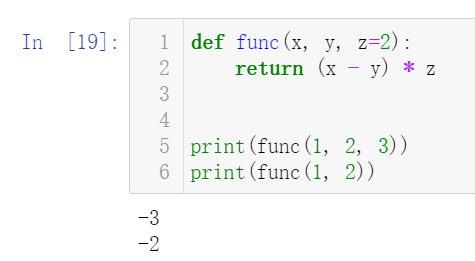 In [19]:
1 def func(x, y, z=2):
2     return (x - y) * z
3
4
5 print(func(1, 2, 3))
6 print(func(1, 2))
-3
-2